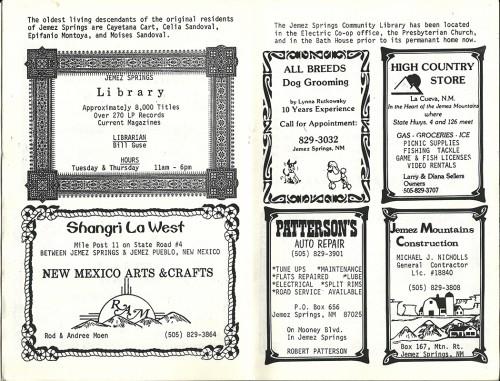 The oldest living descendants of the original residents
of Jemez Springs are Cayetana Cart, Celia Sandoval,
Epifanio Montoya, and Moises Sandoval.
JEMEZ SPRINGS
Library
Approximately 8,000 Titles
Over 270 LP Records
Current Magazines
LIBRARIAN
Bill Guse
HOURS
Tuesday & Thursday 11am - 6pm
Shangri La West
Mile Post 11 on State Road #4
BETWEEN JEMEZ SPRINGS & JEMEZ PUEBLO, NEW MEXICO
NEW MEXICO ARTS & CRAFTS
RAM
Rod and Andree Moen (505) 829-3864
The Jemez Springs Community Library has been located
in the Electric Co-op office, the Presbyterian Church,
and in the Bath House prior to its permanant home now.
ALL BREEDS
Dog Grooming
by Lynna Rutkowsky
10 Years Experience
Call for Appointment:
829-3032
Jemez Springs, NM
HIGH COUNTRY
STORE
La Cueva, N.M.
In the Heart of the Jemez Mountains
where
State Huys. 4 and 126 meet
GAS - GROCERIES - ICE
PICNIC SUPPLIES
FISHING TACKLE
GAME & FISH LICENSES
VIDEO RENTALS
Larry & Diana Sellers
Owners
505-829-3707
PATTERSON'S
AUTO REPAIR
(505) 829-3901
*TUNE UPS *MAINTENANCE
*FLATS REPAIRED *LUBE
*ELECTRICAL *SPLIT RIMS
*ROAD SERVICE AVAILABLE
P.O. Box 656
Jemez Springs, NM 87025
On Mooney Blvd.
In Jemez Springs
ROBERT PATTERSON
Jemez Mountains
Construction
MICHAEL J. NICHOLLS
General Contractor
Lic. #18840
(505) 829-3808
Box 167, Mtn. Rt.
Jemez Springs, NM